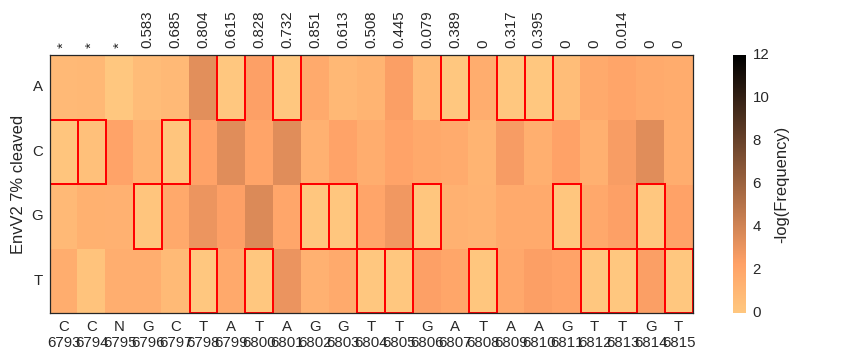 * * * 0.583 0.685 0.804 0.615 0.828 0.732 0.851 0.613 0.508 0.445 0.079 0.389 0 0.317 0.395 0 0 0.014 0 0
EnvV2 7% cleaved
A
C
G
T
C C N G C T A T A G G T T G A T A A G T T G T
6793 6794 6795 6796 6797 6798 6799 6800 6801 6802 6803 6804 6805 6806 6807 6808 6809 6810 6811 6812 6813 6814 6815
12
10
8
6
4
2
0
-log(Frequency)